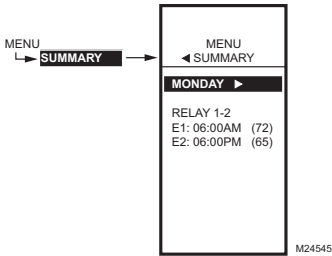 MENU
SUMMARY
MENU
◄ SUMMARY
MONDAY ►
RELAY 1-2
E1: 06:00AM (72)
E2: 06:00PM (65)
M24545